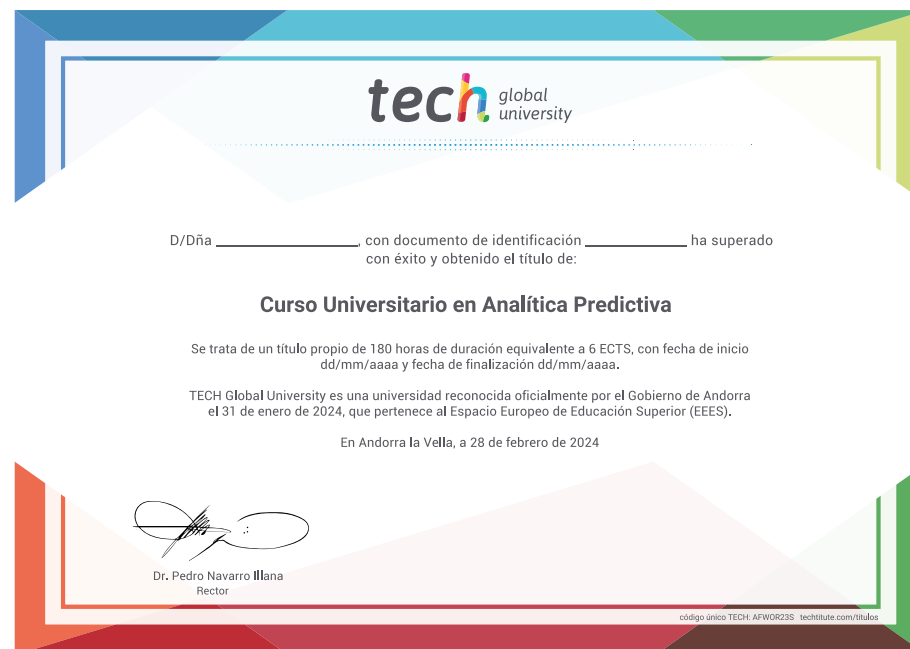 tech global university
D/Dña ____________, con documento de identificación ____________ ha superado
con éxito y obtenido el título de:
Curso Universitario en Analítica Predictiva
Se trata de un título propio de 180 horas de duración equivalente a 6 ECTS, con fecha de inicio
dd/mm/aaaa y fecha de finalización dd/mm/aaaa.
TECH Global University es una universidad reconocida oficialmente por el Gobierno de Andorra
el 31 de enero de 2024, que pertenece al Espacio Europeo de Educación Superior (EEES).
En Andorra la Vella, a 28 de febrero de 2024
Dr. Pedro Navarro Illana
Rector
código único TECH: AFWOR23S techtitute.com/titulos